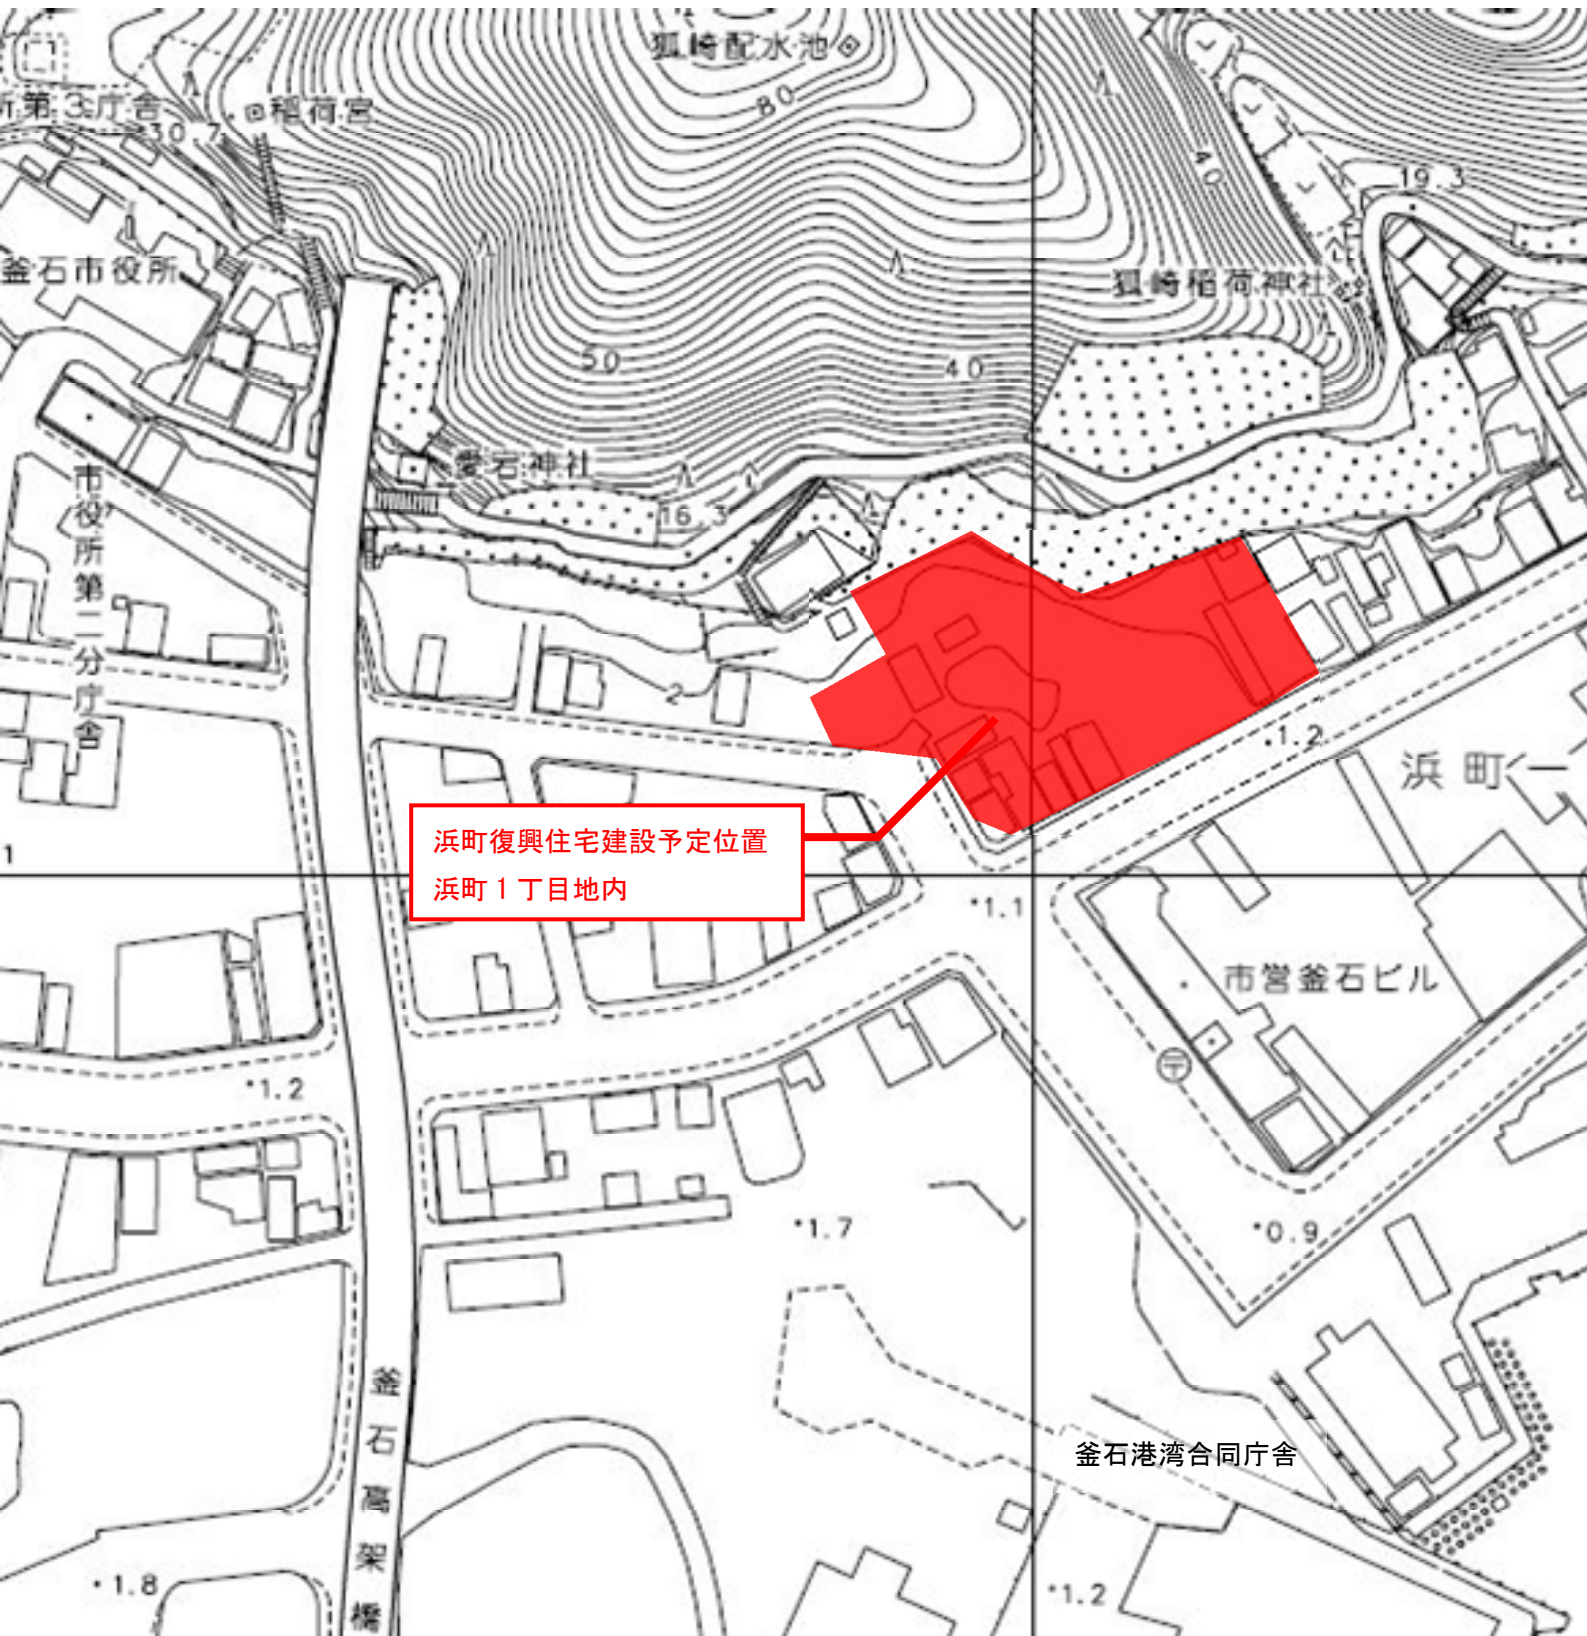 狐崎配水池
80
所第3庁舎
稲荷宮
30.7
40
19.3
釜石市役所
狐崎稲荷神社
50
40
愛宕神社
16.3
市役所第二分庁舎
2
1.2
浜町一
浜町復興住宅建設予定位置
浜町1丁目地内
1
1.1
市営釜石ビル
1.2
1.7
0.9
釜石高架橋
釜石港湾合同庁舎
1.8
1.2